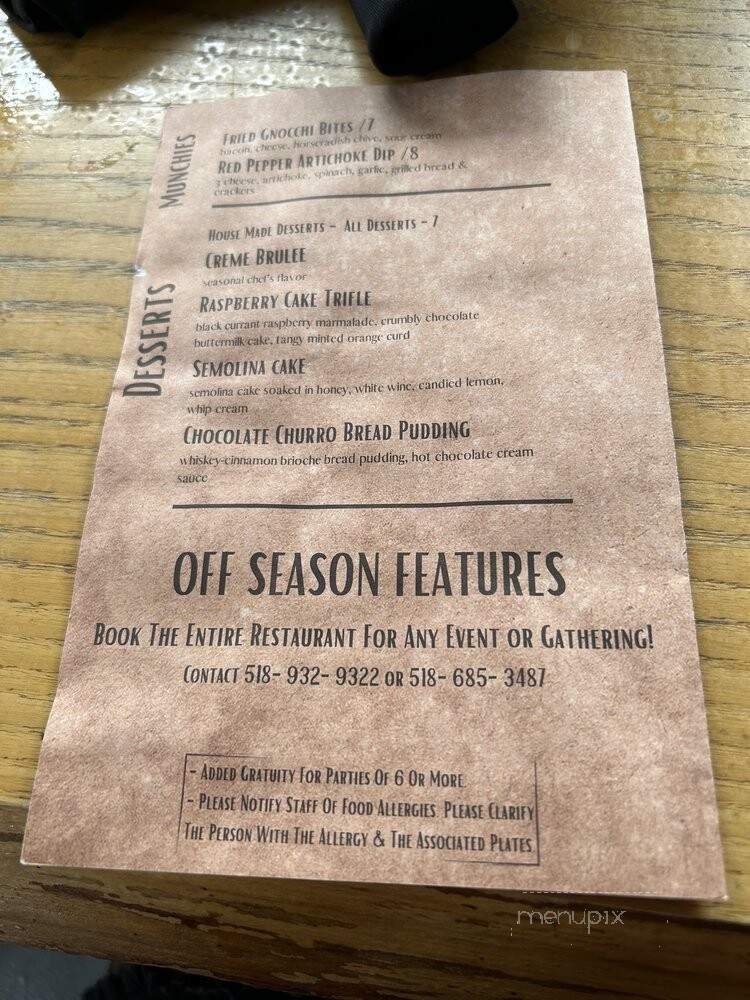 MUNCHIES
FRIED GNOCCHI BITES /7
bacon, cheese, horseradish chive, sour cream
RED PEPPER ARTICHOKE DIP /8
3 cheese, artichoke, spinach, garlic, grilled bread &
crackers
DESSERTS
HOUSE MADE DESSERTS - ALL DESSERTS - 7
CREME BRULEE
seasonal chef's flavor
RASPBERRY CAKE TRIFLE
black currant raspberry marmalade, crumbly chocolate
buttermilk cake, tangy minted orange curd
SEMOLINA CAKE
semolina cake soaked in honey, white wine, candied lemon,
whip cream
CHOCOLATE CHURRO BREAD PUDDING
whiskey-cinnamon brioche bread pudding, hot chocolate cream
sauce
OFF SEASON FEATURES
BOOK THE ENTIRE RESTAURANT FOR ANY EVENT OR GATHERING!
CONTACT 518- 932- 9322 OR 518- 685- 3487
- ADDED GRATUITY FOR PARTIES OF 6 OR MORE.
- PLEASE NOTIFY STAFF OF FOOD ALLERGIES. PLEASE CLARIFY
THE PERSON WITH THE ALLERGY & THE ASSOCIATED PLATES.
menupix